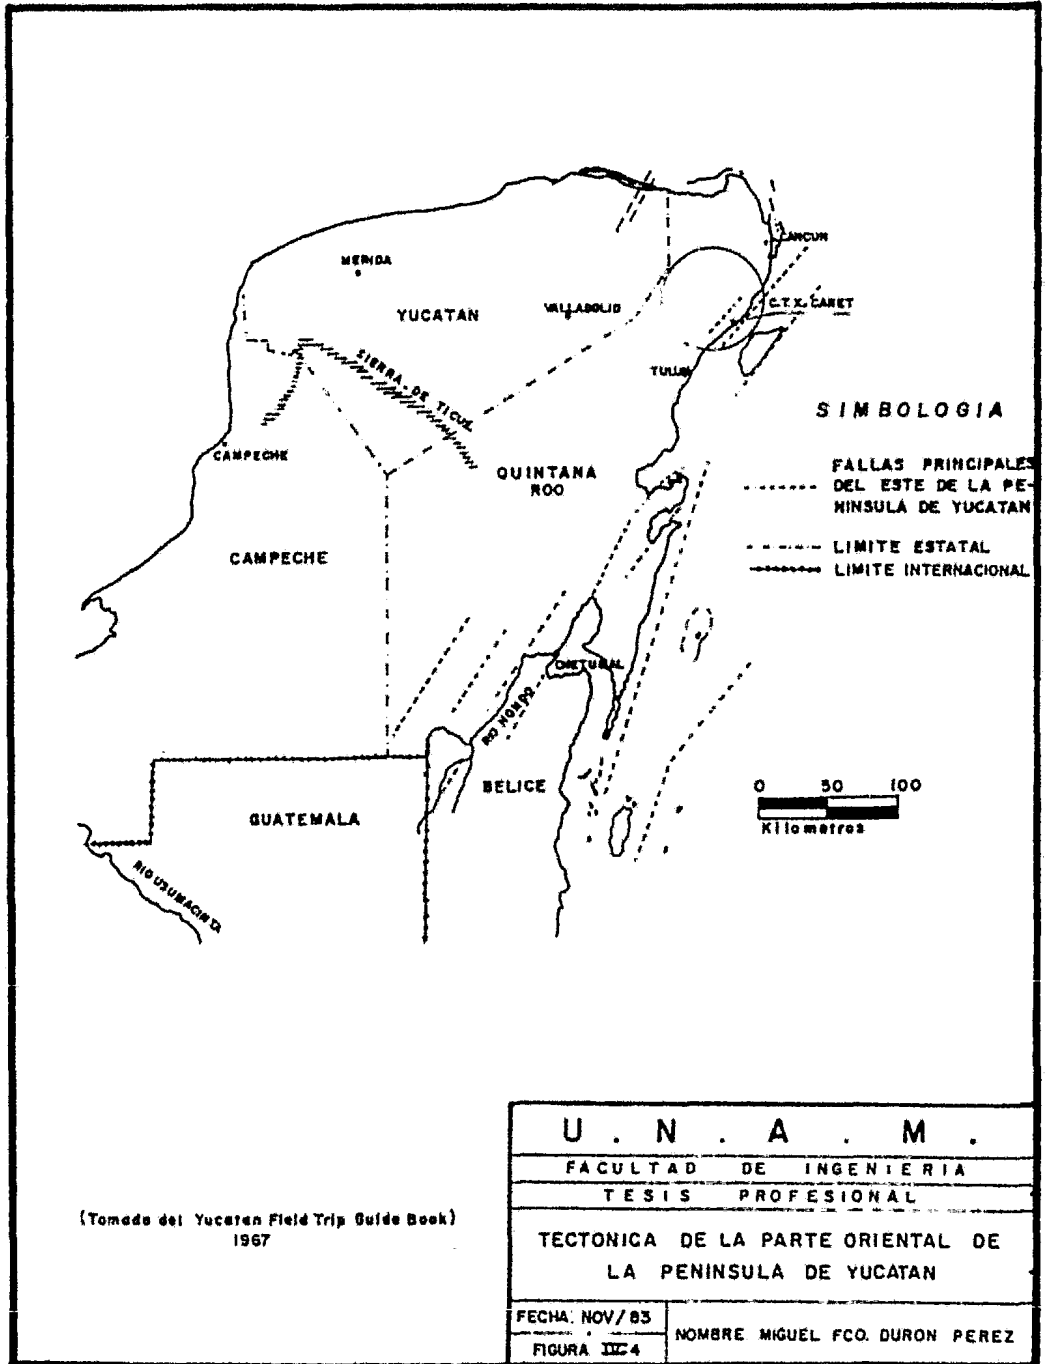 CANCUN
MERIDA
C.T.X. CARET
YUCATAN
VALLADOLID
SIERRA DE TICUL
TULUM
SIMBOLOGIA
CAMPECHE
QUINTANA
ROO
FALLAS PRINCIPALES
DEL ESTE DE LA PE-
NINSULA DE YUCATAN
LIMITE ESTATAL
LIMITE INTERNACIONAL
CAMPECHE
CHETUMAL
RIO HONDO
BELICE
GUATEMALA
0 50 100
Kilometros
RIO USUMACINTA
U . N . A . M .
FACULTAD DE INGENIERIA
TESIS PROFESIONAL
(Tomado del Yucatan Field Trip Guide Book)
1967
TECTONICA DE LA PARTE ORIENTAL DE
LA PENINSULA DE YUCATAN
FECHA: NOV/83
FIGURA 4
NOMBRE MIGUEL FCO. DURON PEREZ